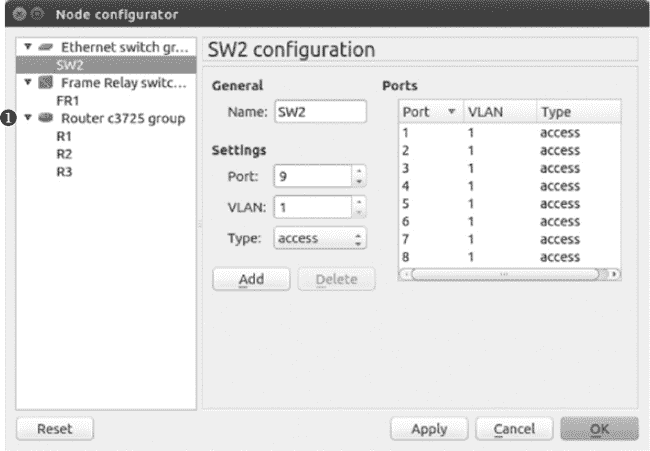 Node configurator
Ethernet switch gr...
SW2
Frame Relay switc...
FR1
❶ Router c3725 group
R1
R2
R3
SW2 configuration
General
Name: SW2
Settings
Port: 9
VLAN: 1
Type: access
Add Delete
Ports
Port VLAN Type
1 1 access
2 1 access
3 1 access
4 1 access
5 1 access
6 1 access
7 1 access
8 1 access
Reset Apply Cancel OK